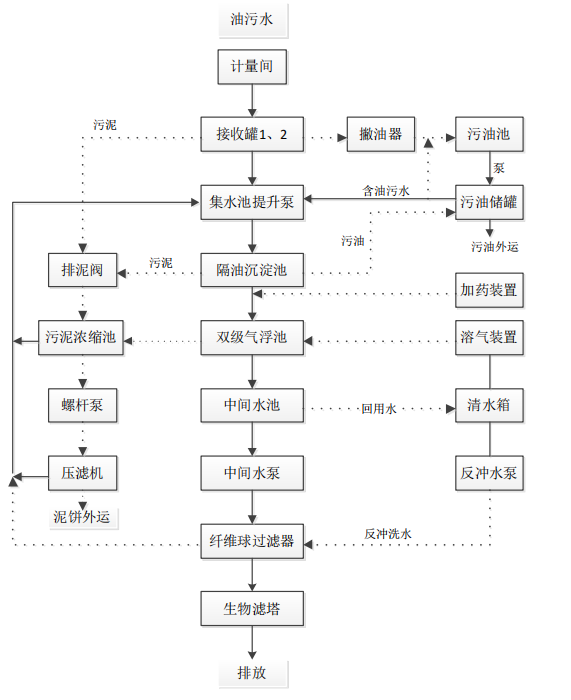 油污水
计量间
污泥
接收罐1、2
撇油器
污油池
泵
集水池提升泵
含油污水
污油储罐
污油
污油外运
排泥阀
污泥
隔油沉淀池
加药装置
污泥浓缩池
双级气浮池
溶气装置
螺杆泵
中间水池
回用水
清水箱
压滤机
中间水泵
反冲水泵
泥饼外运
反冲洗水
纤维球过滤器
生物滤塔
排放